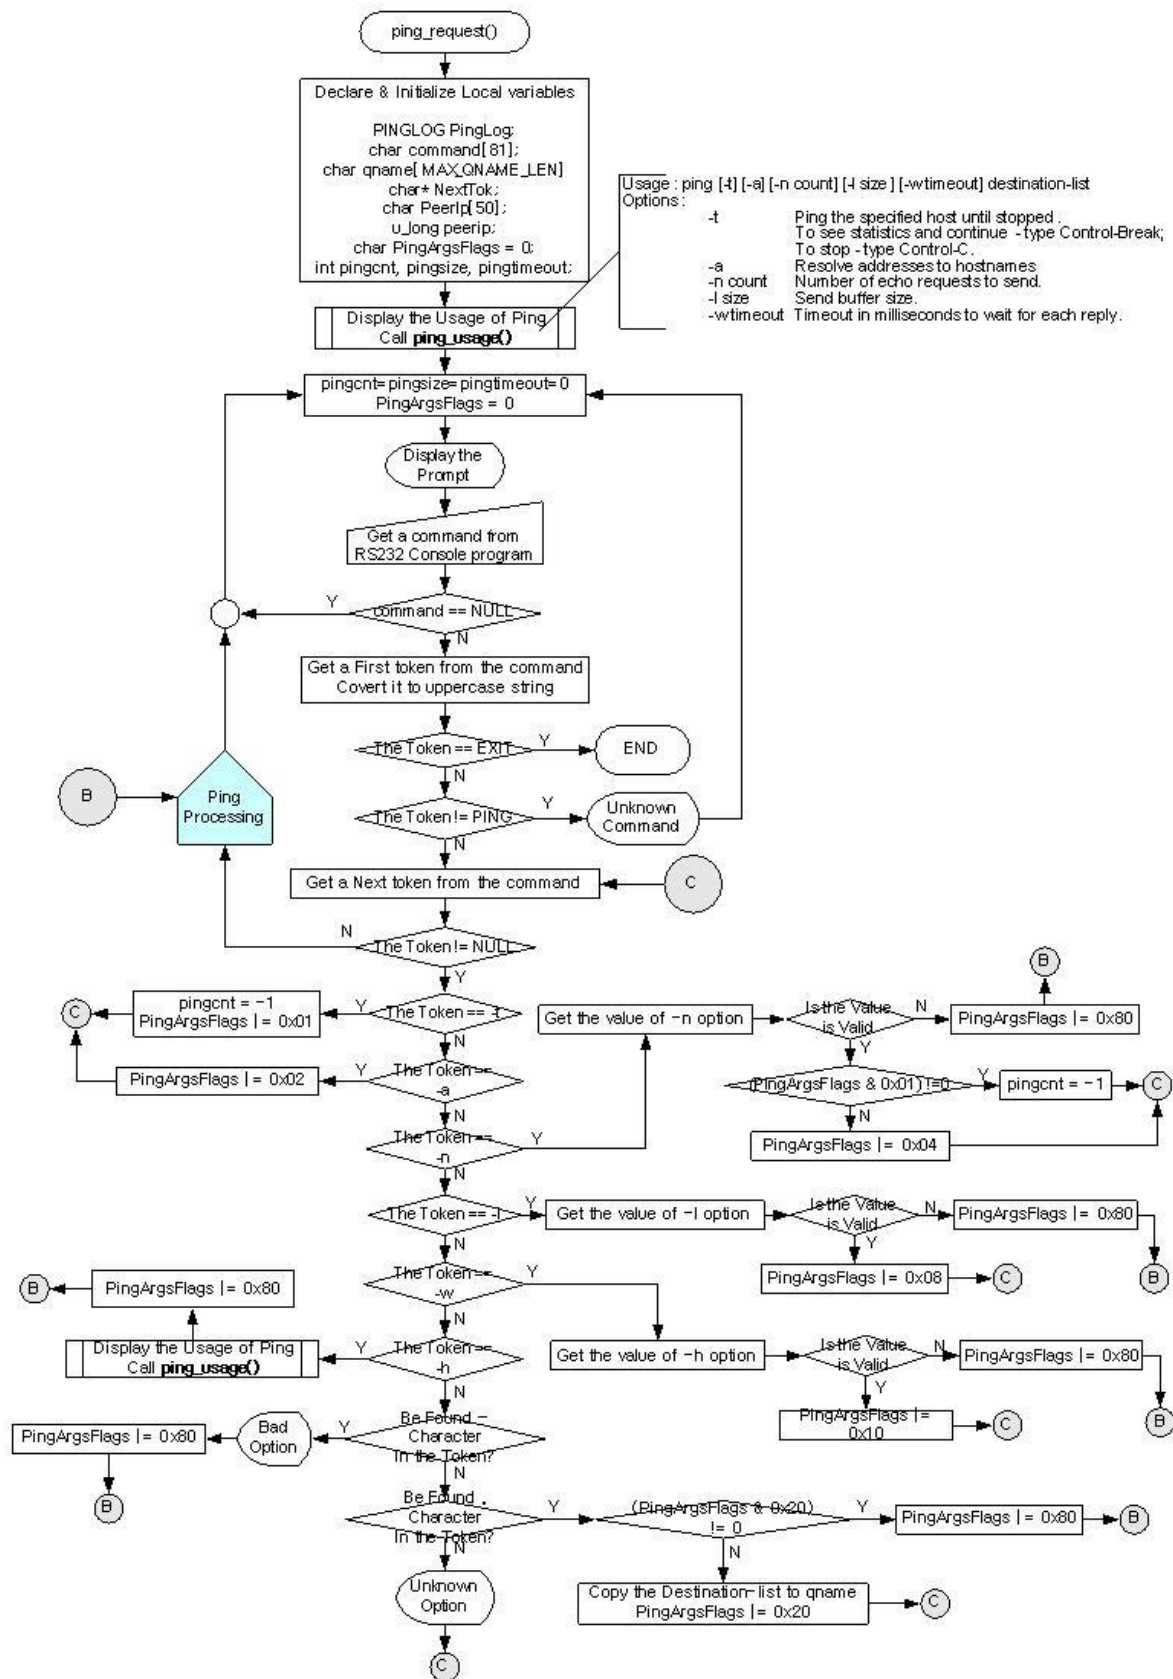 ping_request()
Declare & Initialize Local variables
PINGLOG PingLog;
char command[81];
char qname[MAX_QNAME_LEN]
char* NextTok;
char PeerIp[50];
u_long peerip;
char PingArgsFlags = 0;
int pingcnt, pingsize, pingtimeout;
Usage : ping [-t] [-a] [-n count] [-l size ] [-wtimeout] destination-list
Options :
-t Ping the specified host until stopped .
To see statistics and continue - type Control-Break;
To stop - type Control-C.
-a Resolve addresses to hostnames
-n count Number of echo requests to send.
-l size Send buffer size.
-wtimeout Timeout in milliseconds to wait for each reply.
Display the Usage of Ping
Call ping_usage()
pingcnt=pingsize=pingtimeout=0
PingArgsFlags = 0
Display the
Prompt
Get a command from
RS232 Console program
Y
command == NULL
N
Get a First token from the command
Covert it to uppercase string
The Token == EXIT
Y
END
N
B
Ping
Processing
The Token != PING
Y
Unknown
Command
N
Get a Next token from the command
C
N
The Token != NULL
Y
B
C
pingcnt = -1
PingArgsFlags |= 0x01
Y
The Token == -t
N
Get the value of -n option
Is the Value
is Valid
N
PingArgsFlags |= 0x80
Y
PingArgsFlags |= 0x02
Y
The Token ==
-a
N
(PingArgsFlags & 0x01) !=0
Y
pingcnt = -1
C
N
PingArgsFlags |= 0x04
The Token ==
-n
Y
N
The Token == -l
Y
Get the value of -l option
Is the Value
is Valid
N
PingArgsFlags |= 0x80
Y
PingArgsFlags |= 0x08
C
B
B
PingArgsFlags |= 0x80
The Token ==
-w
Y
N
Display the Usage of Ping
Call ping_usage()
Y
The Token ==
-h
N
Get the value of -h option
Is the Value
is Valid
N
PingArgsFlags |= 0x80
Y
PingArgsFlags |=
0x10
C
B
PingArgsFlags |= 0x80
Bad
Option
Y
Be Found -
Character
In the Token?
N
B
Be Found .
Character
In the Token?
Y
(PingArgsFlags & 0x20)
!= 0
Y
PingArgsFlags |= 0x80
B
N
N
Unknown
Option
Copy the Destination-list to qname
PingArgsFlags |= 0x20
C
C